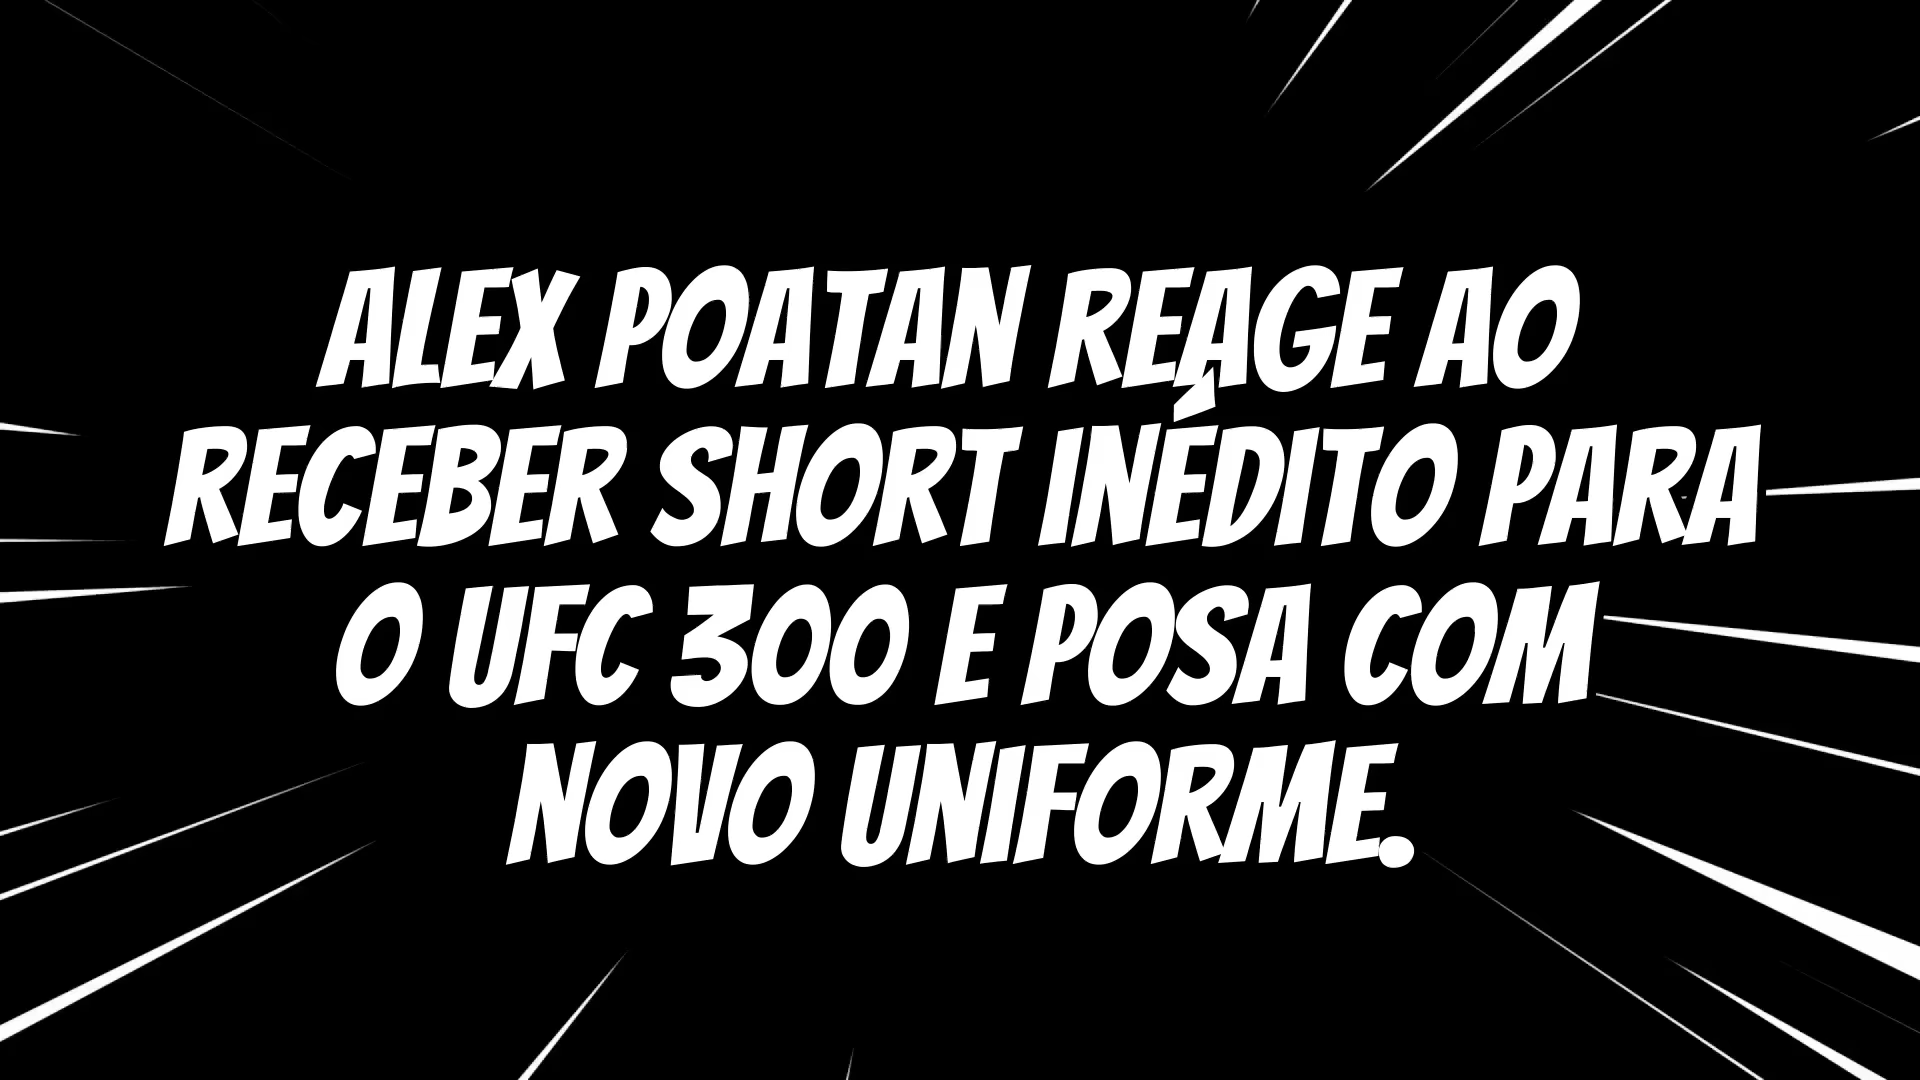 ALEX POATAN REAGE AO
RECEBER SHORT INÉDITO PARA
O UFC 300 E POSA COM
NOVO UNIFORME.